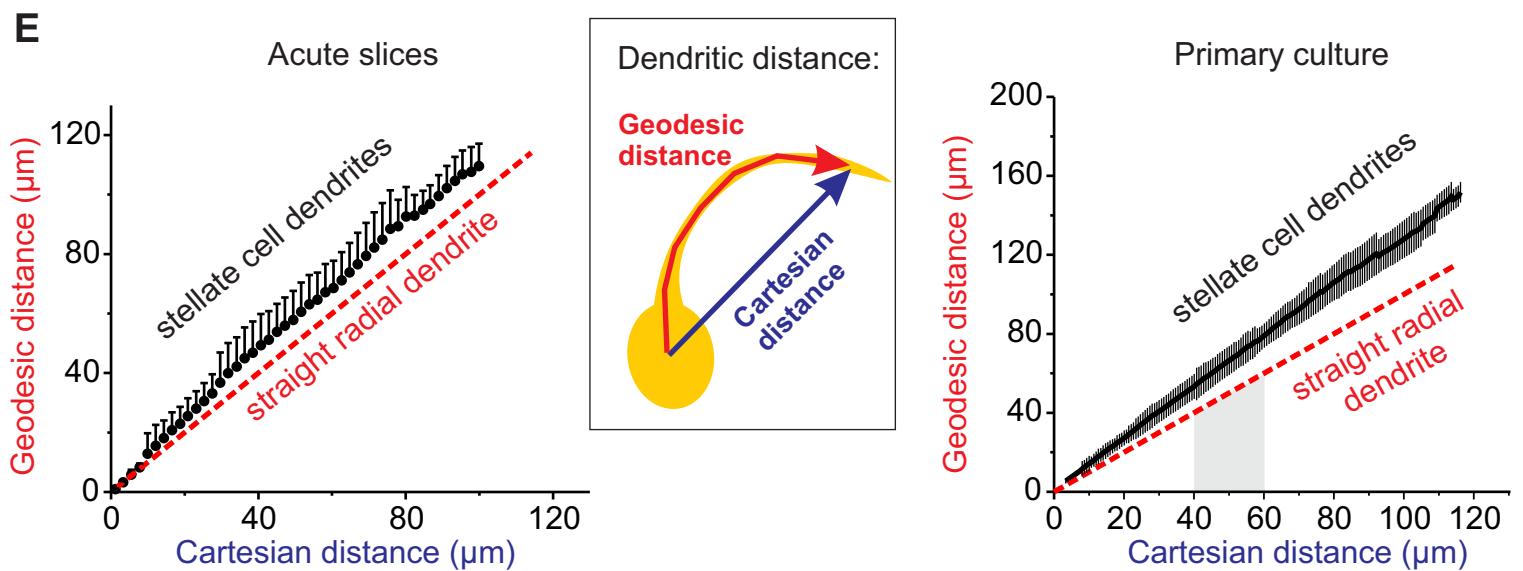 E
Acute slices
120
80
40
0
0
40
80
120
Geodesic distance (μm)
Cartesian distance (μm)
stellate cell dendrites
straight radial dendrite
Dendritic distance:
Geodesic
distance
Cartesian
distance
Primary culture
200
160
120
80
40
0
0
20
40
60
80
100
120
Geodesic distance (μm)
Cartesian distance (μm)
stellate cell dendrites
straight radial
dendrite